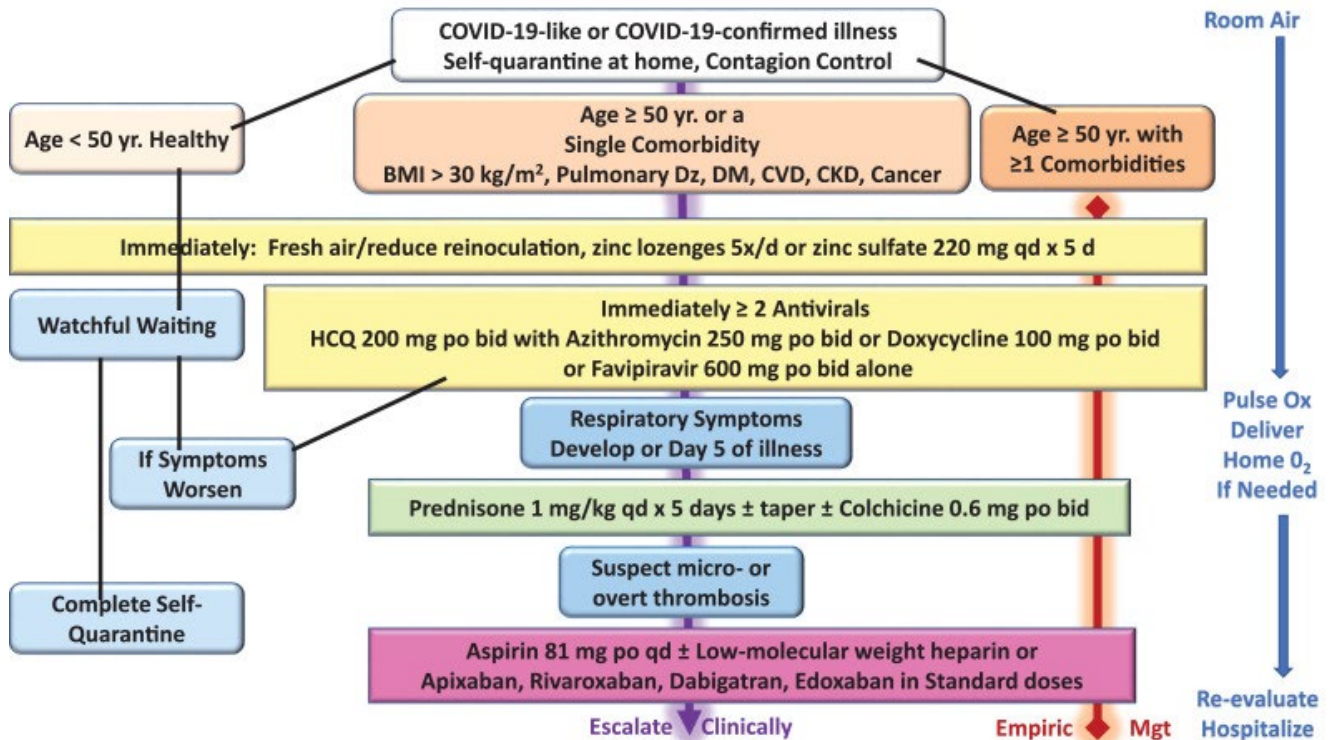 COVID-19-like or COVID-19-confirmed illness
Self-quarantine at home, Contagion Control
Room Air
Age < 50 yr. Healthy
Age ≥ 50 yr. or a
Single Comorbidity
BMI > 30 kg/m², Pulmonary Dz, DM, CVD, CKD, Cancer
Age ≥ 50 yr. with
≥1 Comorbidities
Immediately: Fresh air/reduce reinoculation, zinc lozenges 5x/d or zinc sulfate 220 mg qd x 5 d
Watchful Waiting
Immediately ≥ 2 Antivirals
HCQ 200 mg po bid with Azithromycin 250 mg po bid or Doxycycline 100 mg po bid
or Favipiravir 600 mg po bid alone
Pulse Ox
Deliver
Home 0₂
If Needed
Respiratory Symptoms
Develop or Day 5 of illness
If Symptoms
Worsen
Prednisone 1 mg/kg qd x 5 days ± taper ± Colchicine 0.6 mg po bid
Suspect micro- or
overt thrombosis
Complete Self-
Quarantine
Aspirin 81 mg po qd ± Low-molecular weight heparin or
Apixaban, Rivaroxaban, Dabigatran, Edoxaban in Standard doses
Escalate Clinically
Empiric Mgt
Re-evaluate
Hospitalize